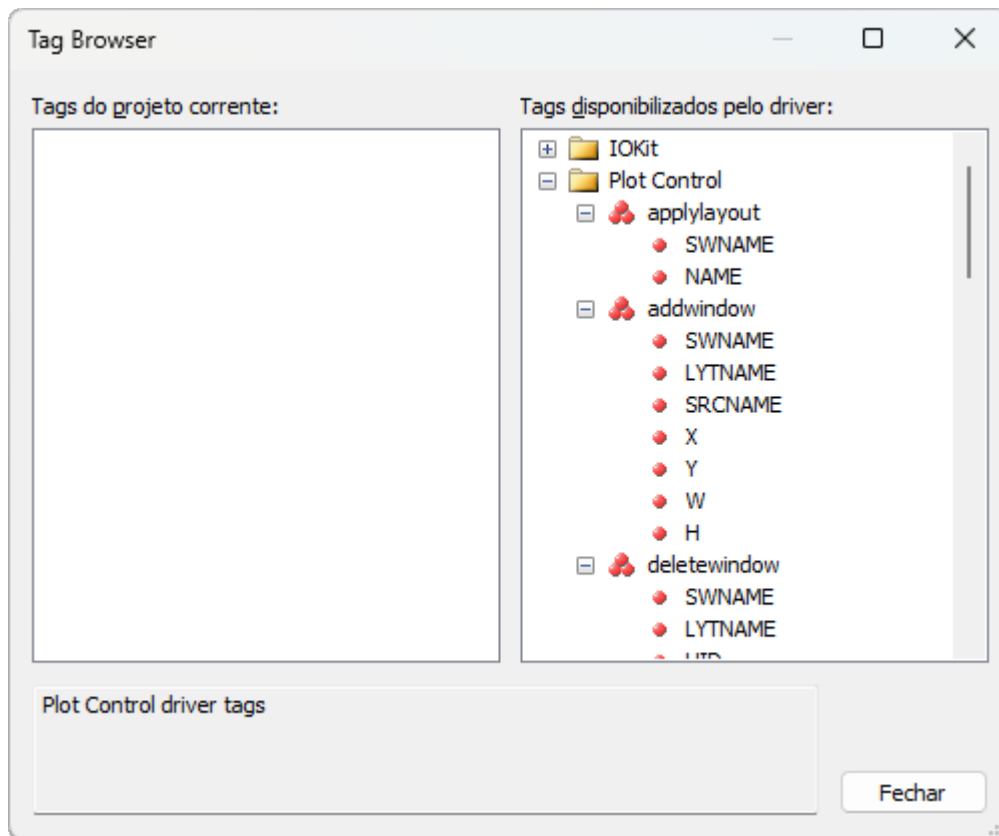 Tag Browser
Tags do projeto corrente:
Tags disponibilizados pelo driver:
IOKit
Plot Control
applylayout
SWNAME
NAME
addwindow
SWNAME
LYTNAME
SRCNAME
X
Y
W
H
deletewindow
SWNAME
LYTNAME
Plot Control driver tags
Fechar